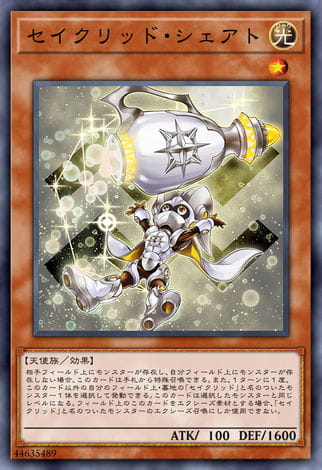 セイクリッド・シェアト
光
【天使族/効果】
相手フィールド上にモンスターが存在し、自分フィールド上にモンスターが存
在しない場合、このカードは手札から特殊召喚できる。また、1ターンに1度、
このカード以外の自分のフィールド上・墓地の「セイクリッド」と名のついたモ
ンスター1体を選択して発動できる。このカードは選択したモンスターと同
じレベルになる。フィールド上のこのカードをエクシーズ素材とする場合、「セイ
クリッド」と名のついたモンスターのエクシーズ召喚にしか使用できない。
ATK/ 100 DEF/1600
44635489